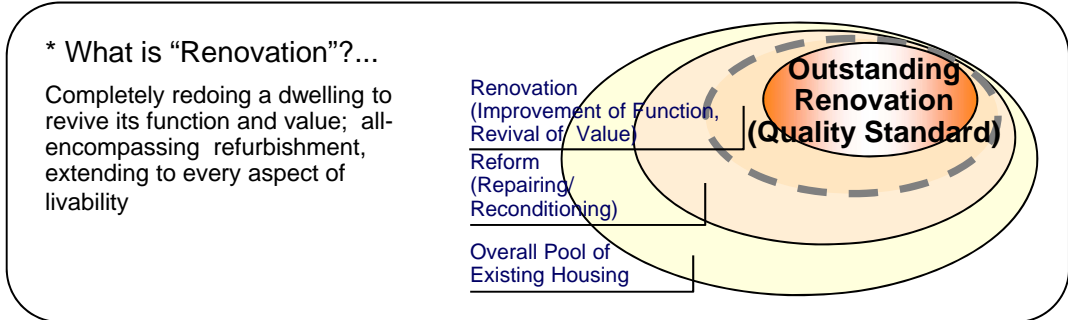 * What is “Renovation”?...
Completely redoing a dwelling to
revive its function and value; all-
encompassing refurbishment,
extending to every aspect of
livability
Renovation
(Improvement of Function,
Revival of Value)
Reform
(Repairing/
Reconditioning)
Overall Pool of
Existing Housing
Outstanding
Renovation
(Quality Standard)